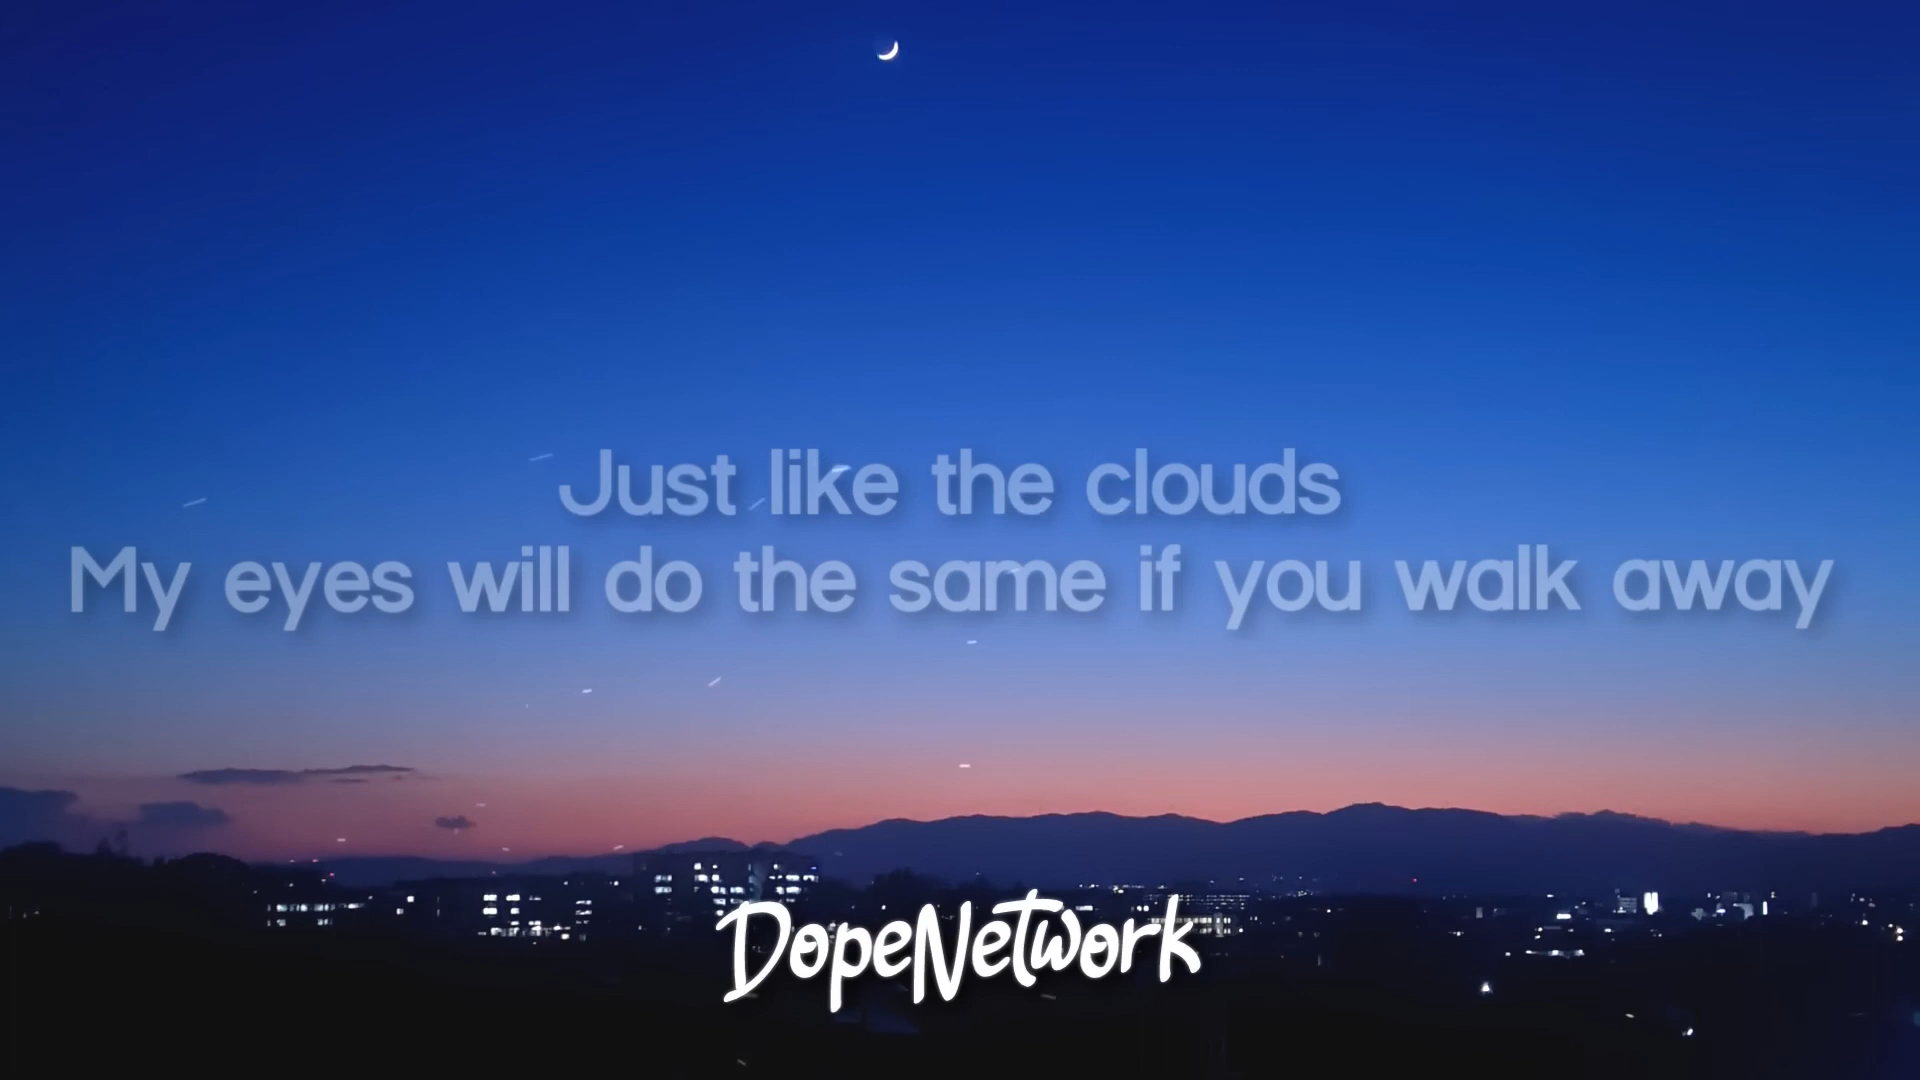 Just like the clouds
My eyes will do the same if you walk away
DopeNetwork